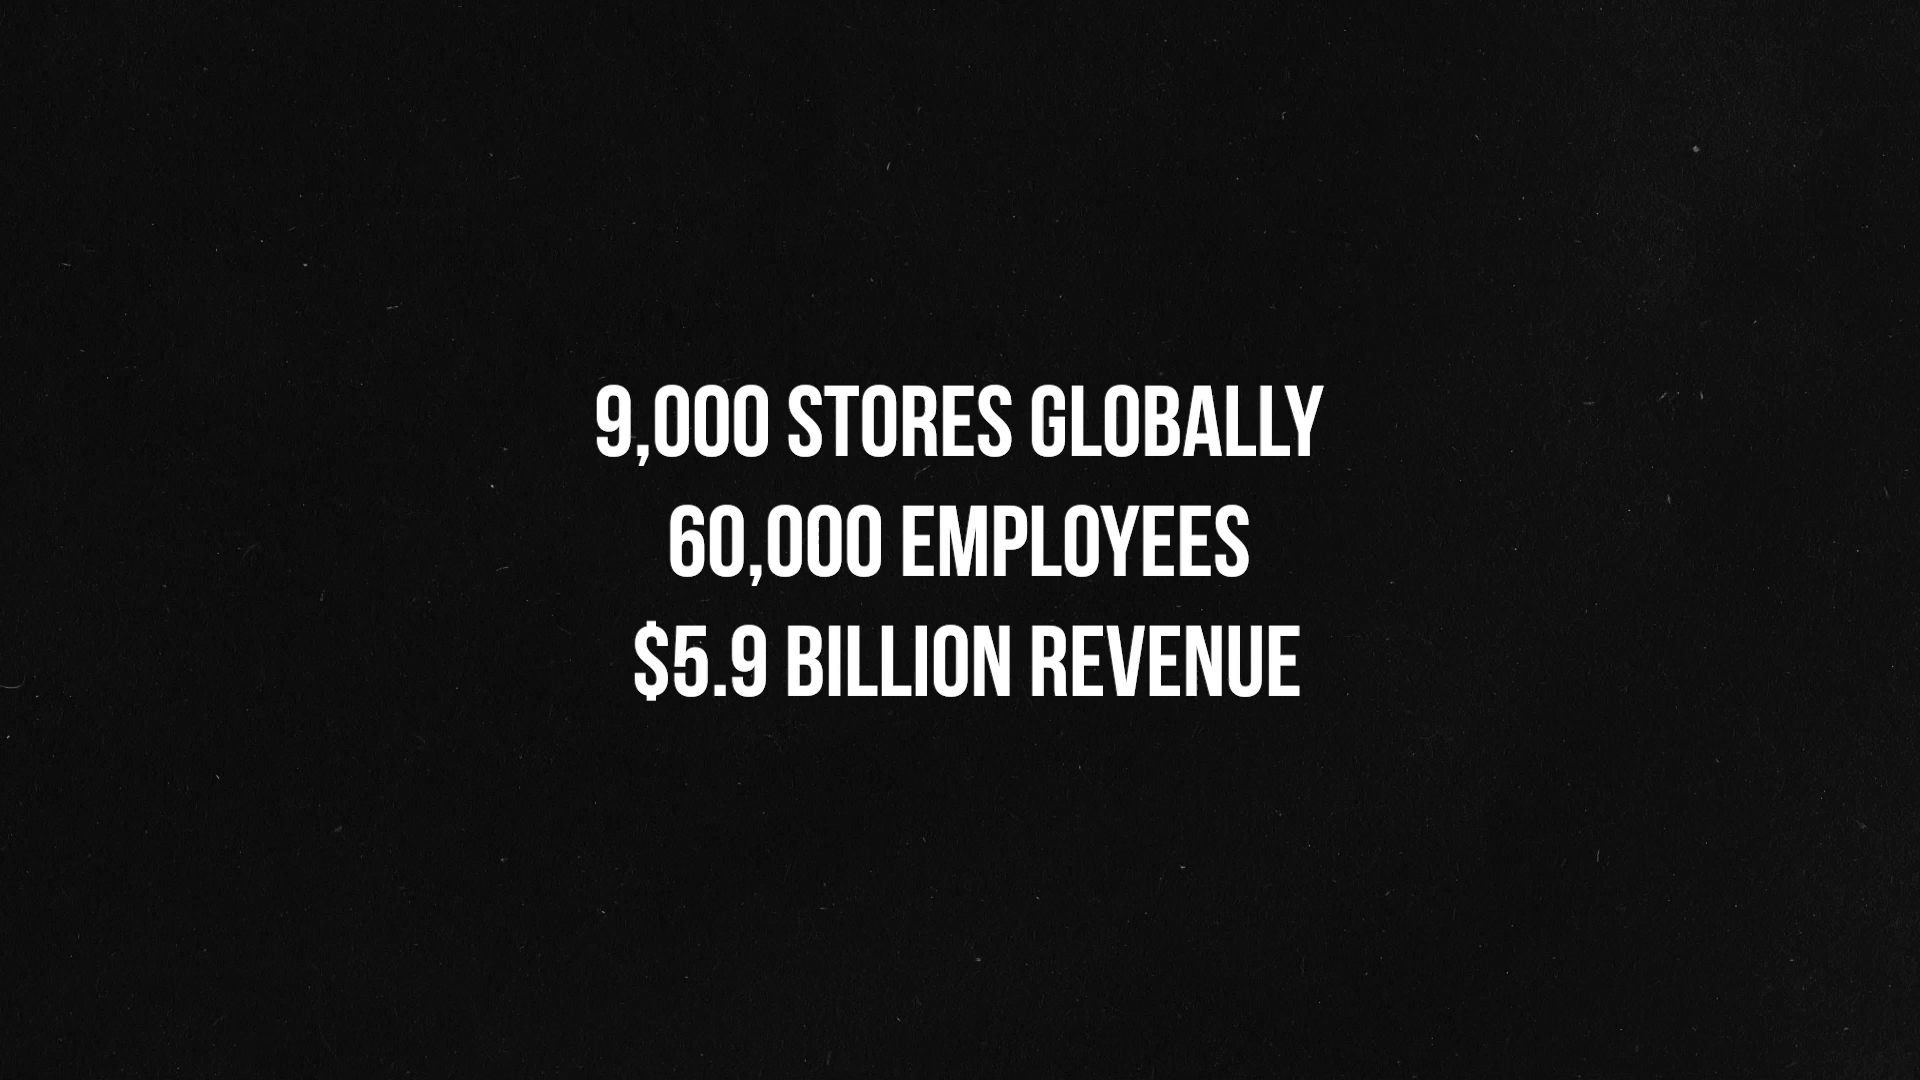 9,000 STORES GLOBALLY
60,000 EMPLOYEES
$5.9 BILLION REVENUE